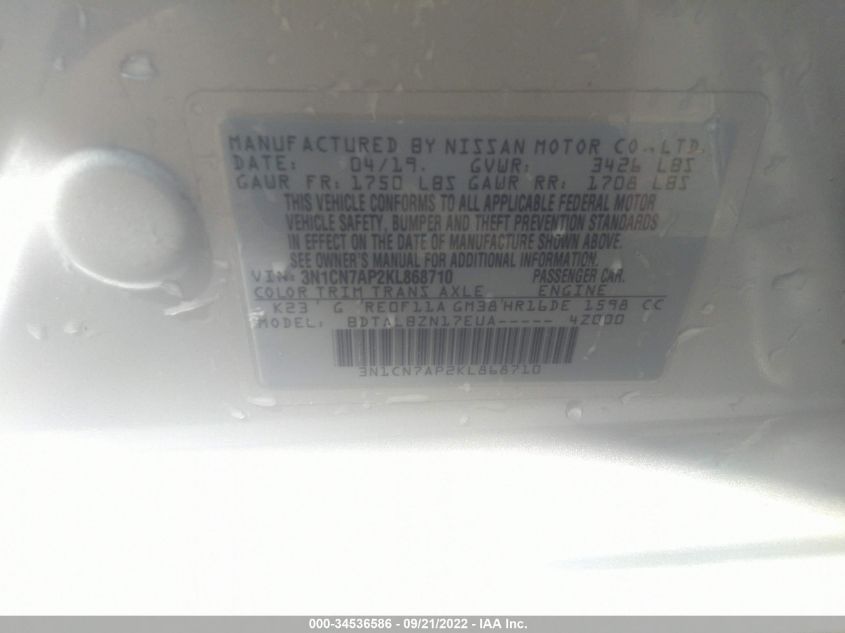 MANUFACTURED BY NISSAN MOTOR CO., LTD.
DATE: 04/19. GVWR: 3426 LBS
GAWR FR: 1750 LBS GAWR RR: 1708 LBS
THIS VEHICLE CONFORMS TO ALL APPLICABLE FEDERAL MOTOR
VEHICLE SAFETY, BUMPER AND THEFT PREVENTION STANDARDS
IN EFFECT ON THE DATE OF MANUFACTURE SHOWN ABOVE.
SEE OWNER'S MANUAL FOR ADDITIONAL INFORMATION.
VIN: 3N1CN7AP2KL868710 PASSENGER CAR.
COLOR TRIM TRANS AXLE ENGINE
K23 G RE0F11A GM38 HR16DE 1598 CC
MODEL: BDTALBZN17EUA----- 4Z000
3N1CN7AP2KL868710
000-34536586 - 09/21/2022 - IAA Inc.